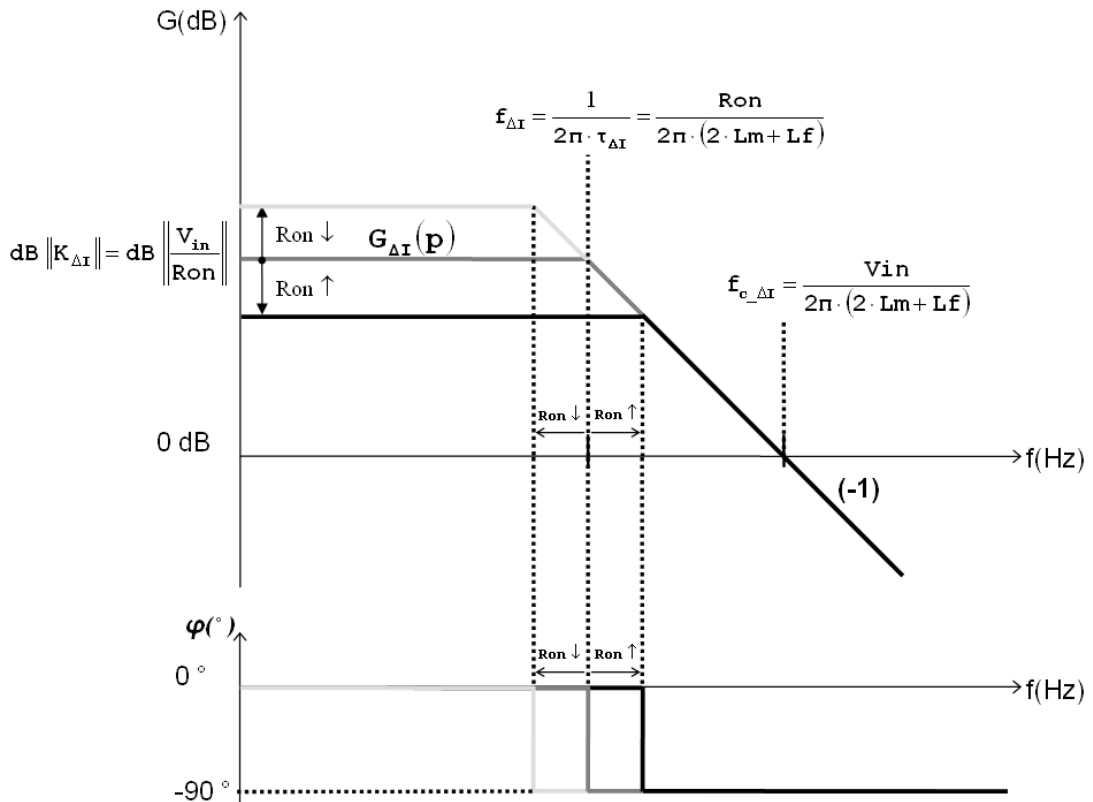 G(dB)
f_ΔI = 1 / (2π · τ_ΔI) = Ron / (2π · (2 · Lm + Lf))
Ron ↓
G_ΔI(p)
dB ‖K_ΔI‖ = dB ‖V_in / Ron‖
Ron ↑
f_c_ΔI = Vin / (2π · (2 · Lm + Lf))
Ron ↓ Ron ↑
0 dB
f(Hz)
(-1)
φ(°)
Ron ↓ Ron ↑
0 °
f(Hz)
-90 °